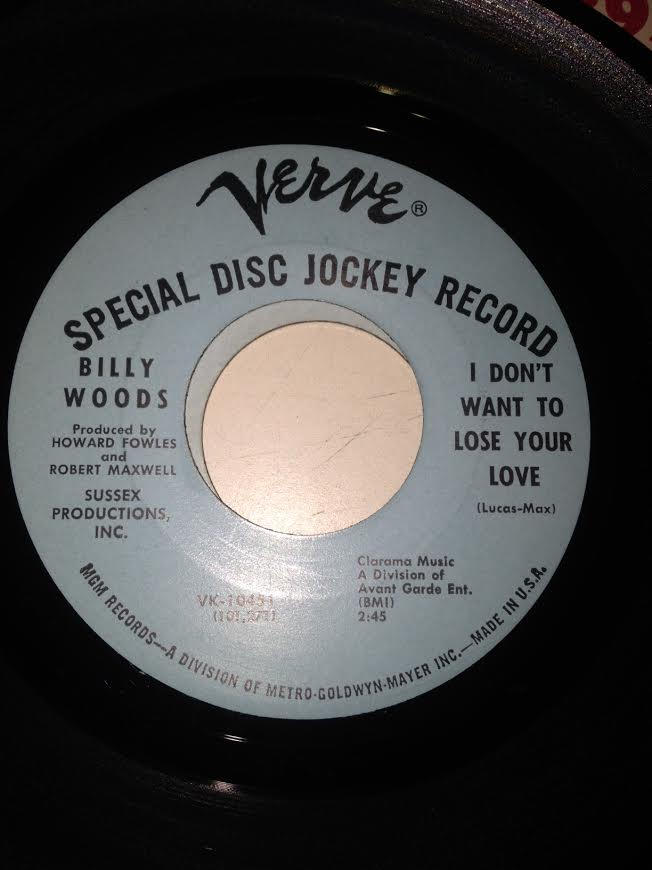 Verve®
SPECIAL DISC JOCKEY RECORD
BILLY
WOODS
Produced by
HOWARD FOWLES
and
ROBERT MAXWELL
SUSSEX
PRODUCTIONS,
INC.
I DON'T
WANT TO
LOSE YOUR
LOVE
(Lucas-Max)
VK-10451
Clarama Music
A Division of
Avant Garde Ent.
(BMI)
2:45
MGM RECORDS—A DIVISION OF METRO-GOLDWYN-MAYER INC.—MADE IN U.S.A.